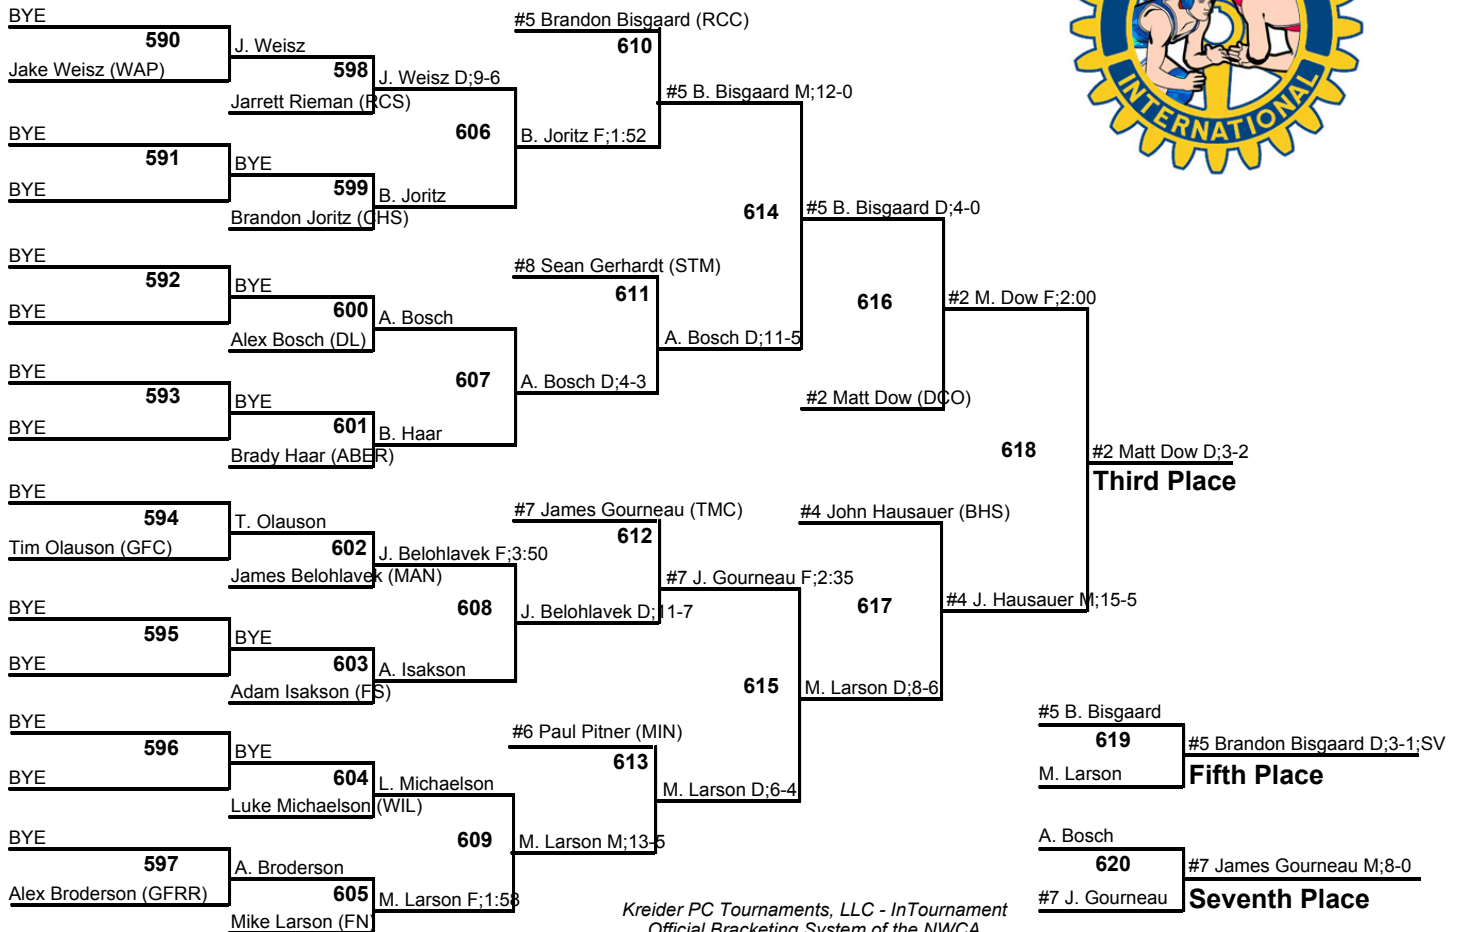 BYE
590
Jake Weisz (WAP)
J. Weisz
598
Jarrett Rieman (RCS)
J. Weisz D;9-6
BYE
591
BYE
BYE
599
Brandon Joritz (CHS)
B. Joritz
606
B. Joritz F;1:52
#5 Brandon Bisgaard (RCC)
610
#5 B. Bisgaard M;12-0
BYE
592
BYE
BYE
600
Alex Bosch (DL)
A. Bosch
BYE
593
BYE
BYE
601
Brady Haar (ABER)
B. Haar
607
A. Bosch D;4-3
#8 Sean Gerhardt (STM)
611
A. Bosch D;11-5
614
#5 B. Bisgaard D;4-0
616
#2 Matt Dow (DCO)
#2 M. Dow F;2:00
BYE
594
Tim Olauson (GFC)
T. Olauson
602
James Belohlavek (MAN)
J. Belohlavek F;3:50
BYE
595
BYE
BYE
603
Adam Isakson (FS)
A. Isakson
608
J. Belohlavek D;11-7
#7 James Gourneau (TMC)
612
#7 J. Gourneau F;2:35
BYE
596
BYE
BYE
604
Luke Michaelson (WIL)
L. Michaelson
BYE
597
Alex Broderson (GFRR)
A. Broderson
605
Mike Larson (FN)
M. Larson F;1:58
609
M. Larson M;13-5
#6 Paul Pitner (MIN)
613
M. Larson D;6-4
615
M. Larson D;8-6
#4 John Hausauer (BHS)
617
#4 J. Hausauer M;15-5
618
#2 Matt Dow D;3-2
Third Place
#5 B. Bisgaard
619
M. Larson
#5 Brandon Bisgaard D;3-1;SV
Fifth Place
A. Bosch
620
#7 J. Gourneau
#7 James Gourneau M;8-0
Seventh Place
Kreider PC Tournaments, LLC - InTournament
Official Bracketing System of the NWCA
INTERNATIONAL